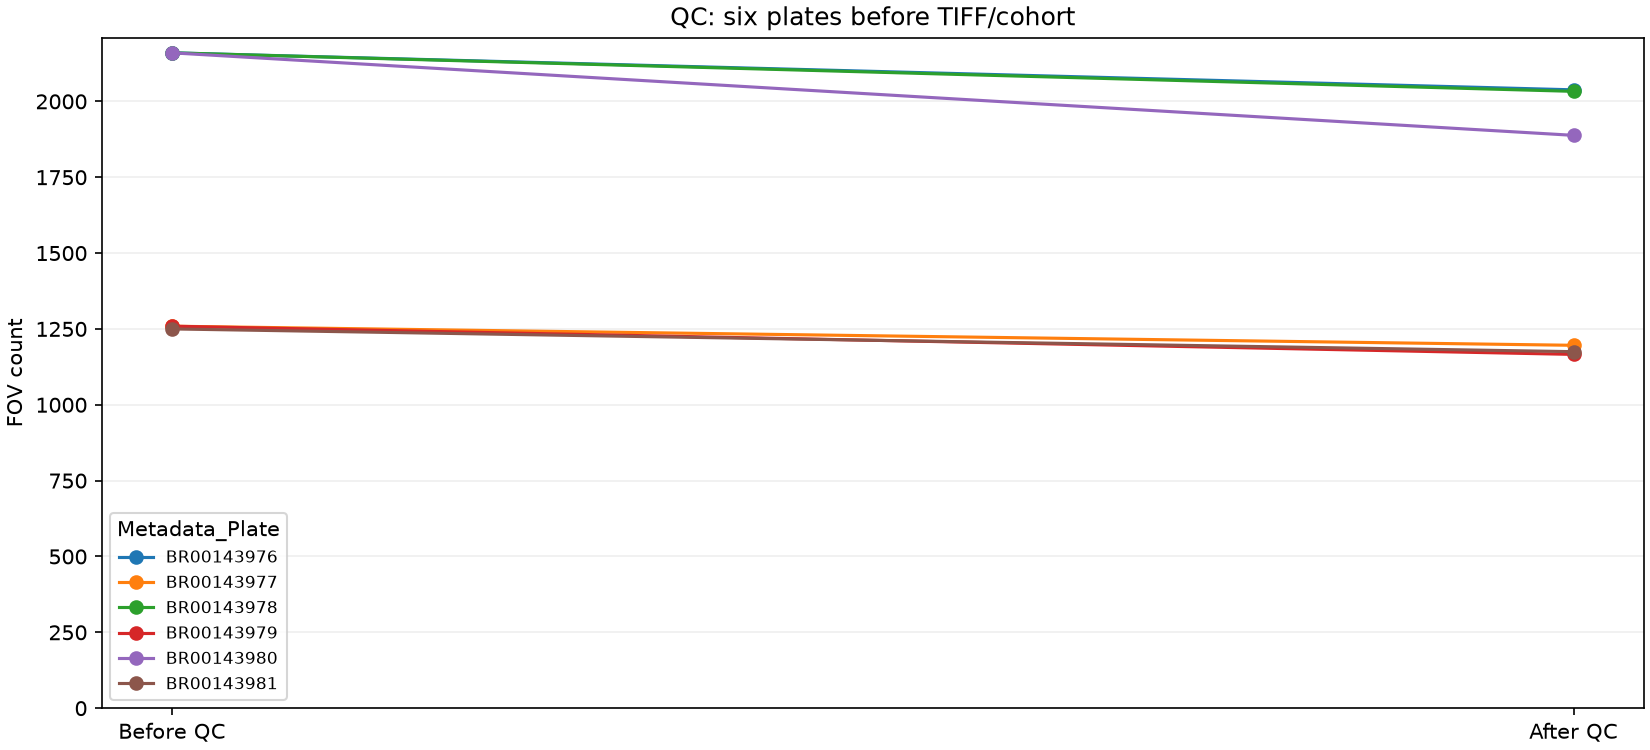 QC: six plates before TIFF/cohort
FOV count
2000
1750
1500
1250
1000
750
500
250
0
Metadata_Plate
BR00143976
BR00143977
BR00143978
BR00143979
BR00143980
BR00143981
Before QC
After QC